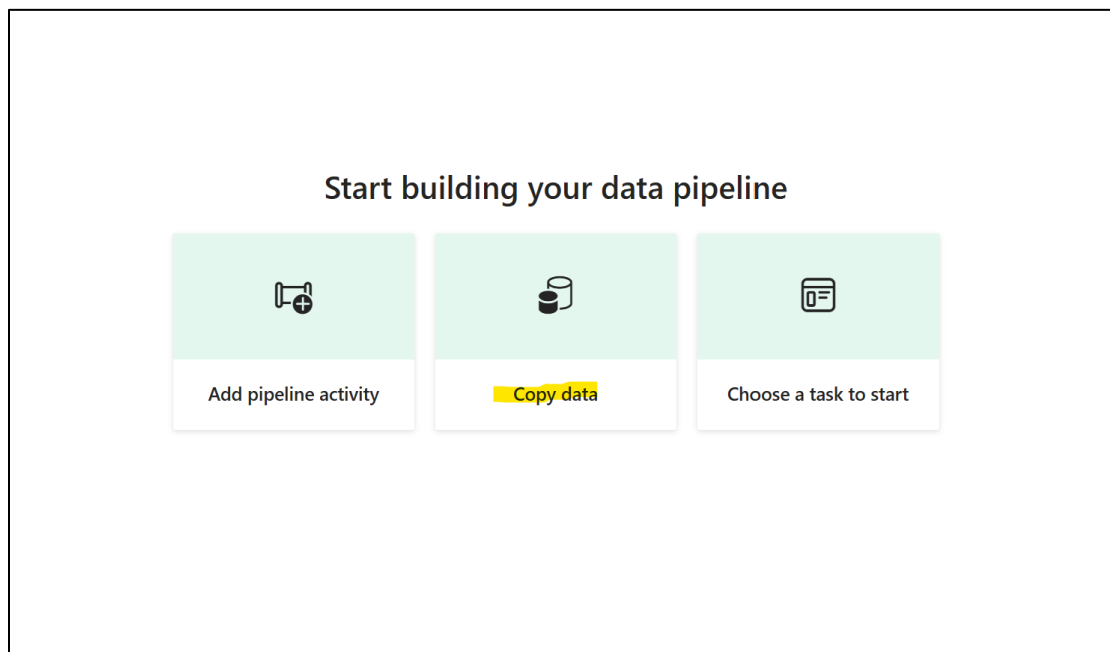 Start building your data pipeline
Add pipeline activity
Copy data
Choose a task to start